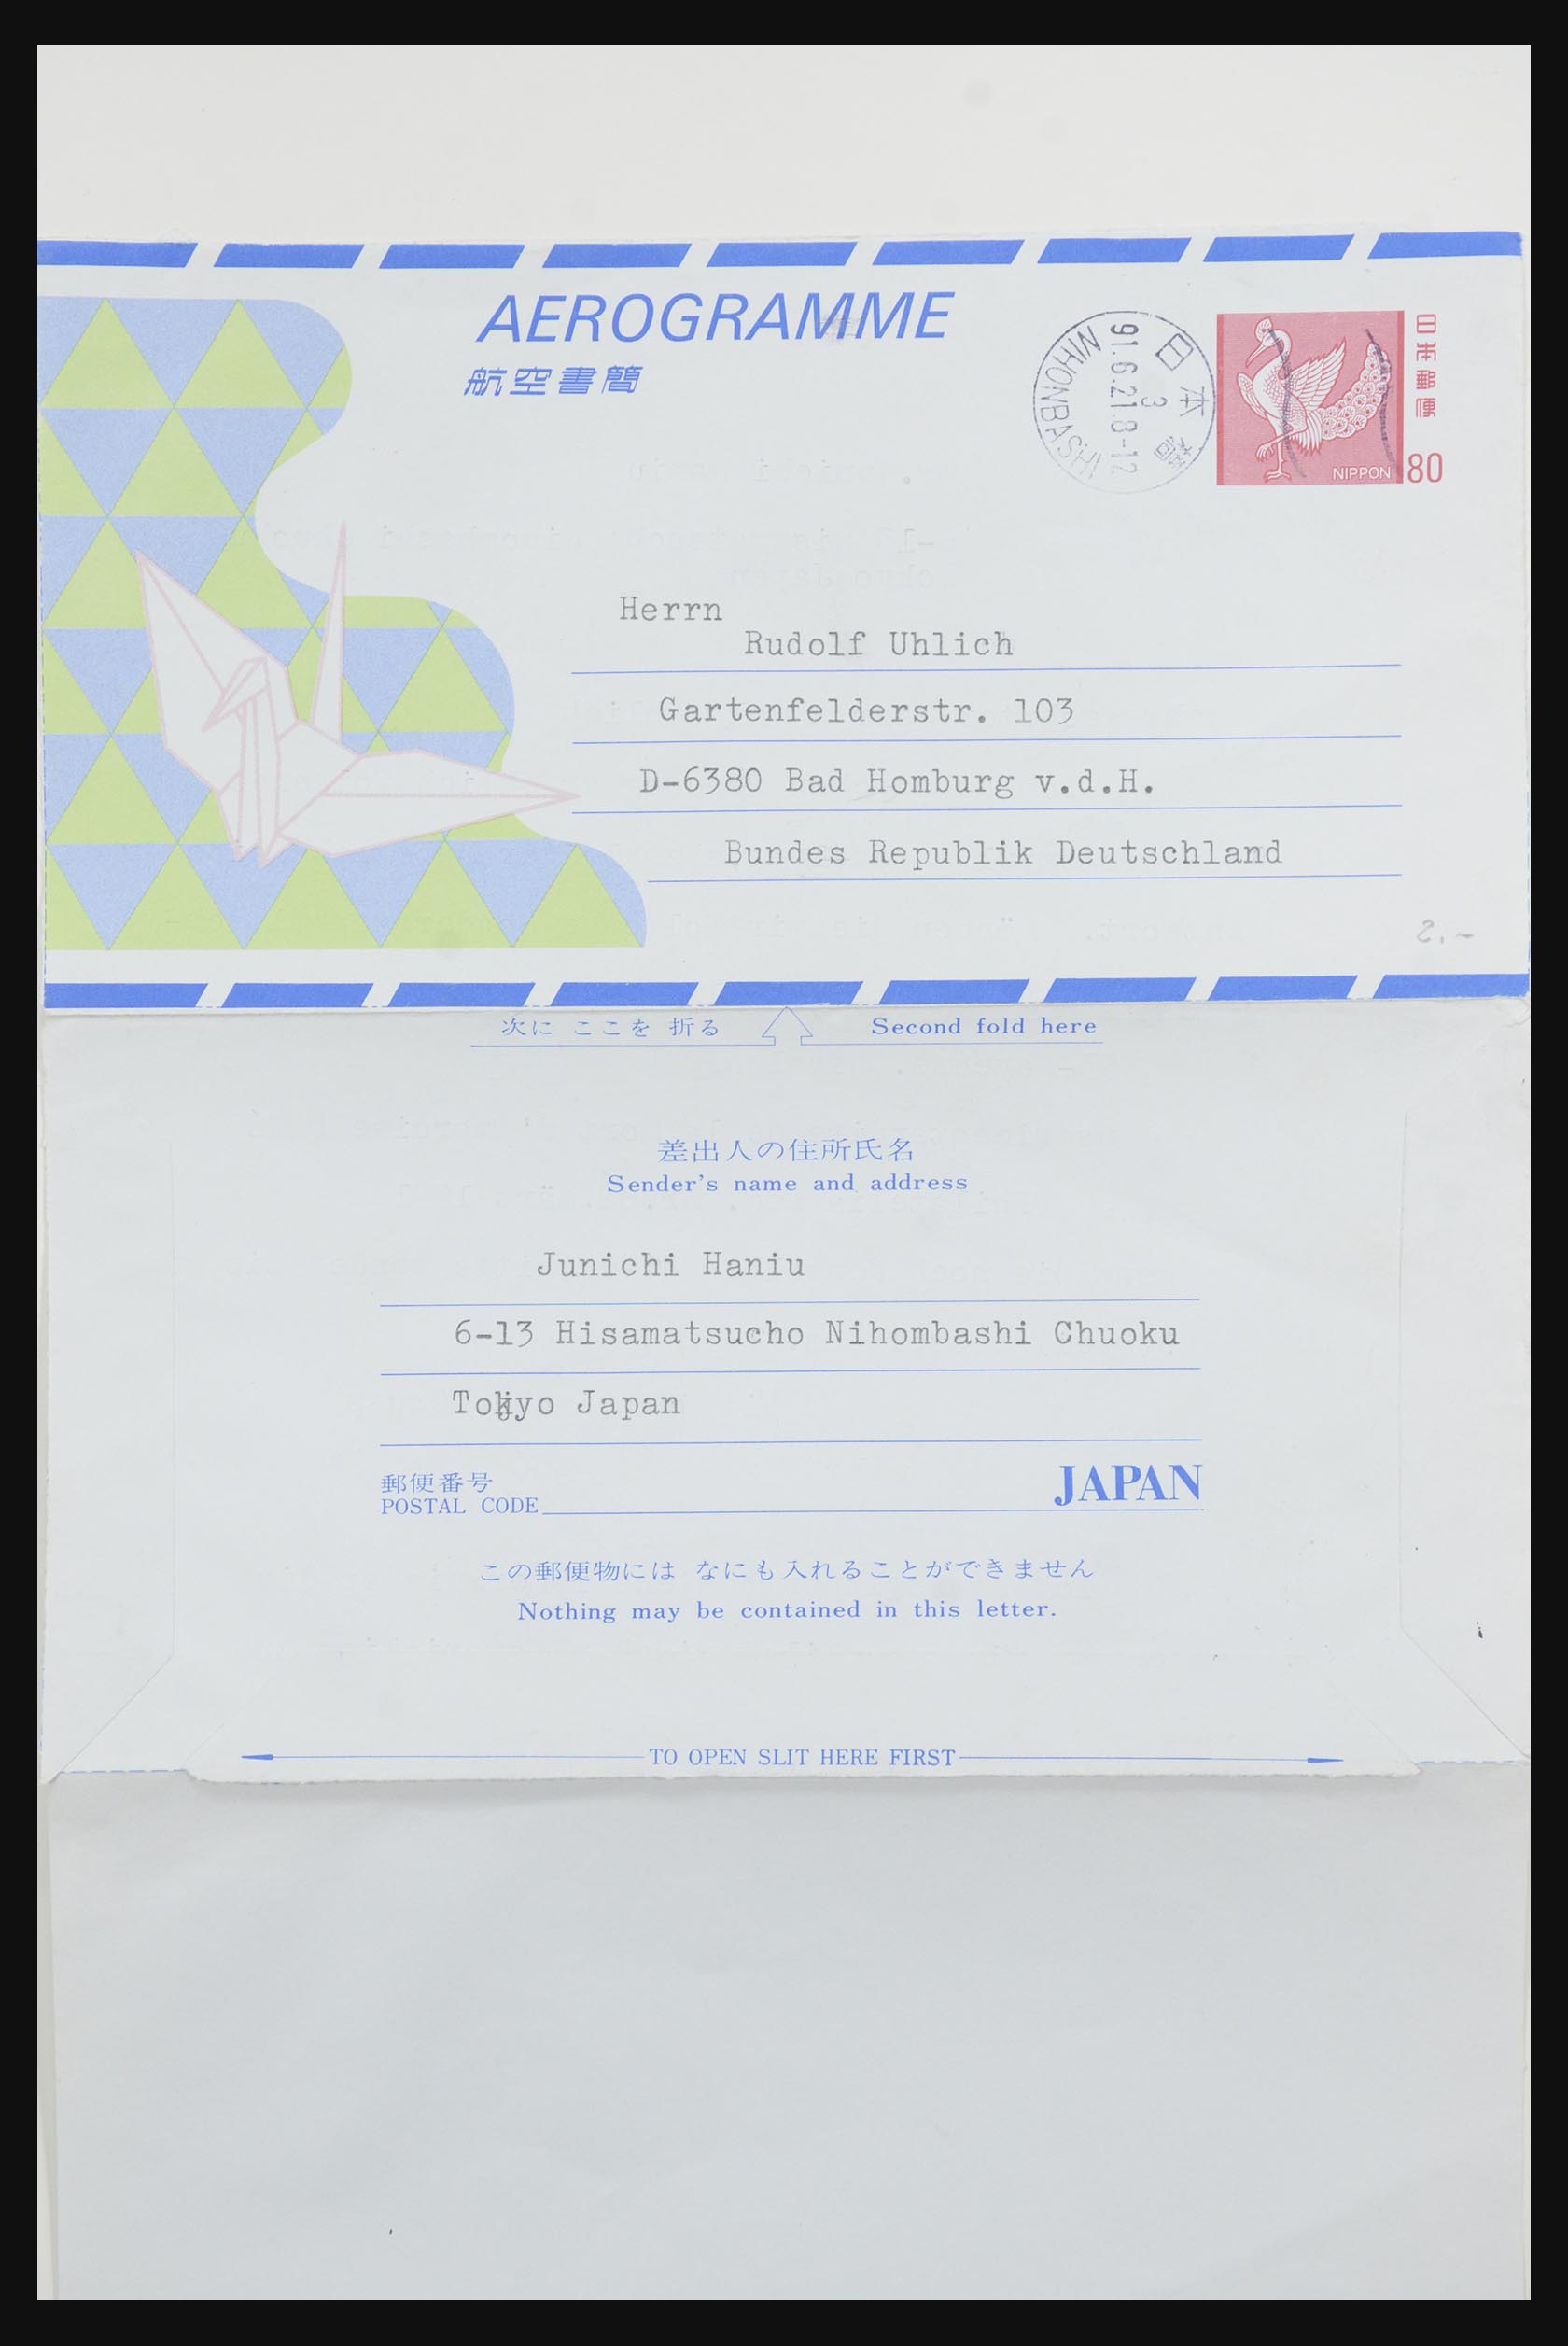 AEROGRAMME
航空書簡
日本橋
3
91.6.21.8-12
NIHONBASHI
日本郵便
NIPPON
80
Herrn
Rudolf Uhlich
Gartenfelderstr. 103
D-6380 Bad Homburg v.d.H.
Bundes Republik Deutschland
2.-
次に ここを 折る Second fold here
差出人の住所氏名
Sender's name and address
Junichi Haniu
6-13 Hisamatsucho Nihombashi Chuoku
Tokyo Japan
郵便番号
POSTAL CODE JAPAN
この郵便物には なにも入れることができません
Nothing may be contained in this letter.
TO OPEN SLIT HERE FIRST